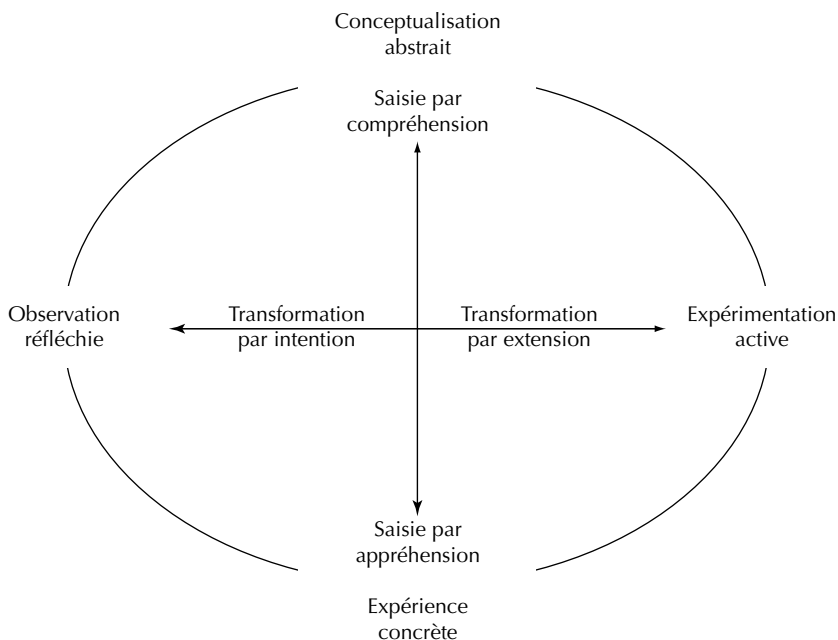 Conceptualisation
abstrait
Saisie par
compréhension
Observation
réfléchie
Transformation
par intention
Transformation
par extension
Expérimentation
active
Saisie par
appréhension
Expérience
concrète